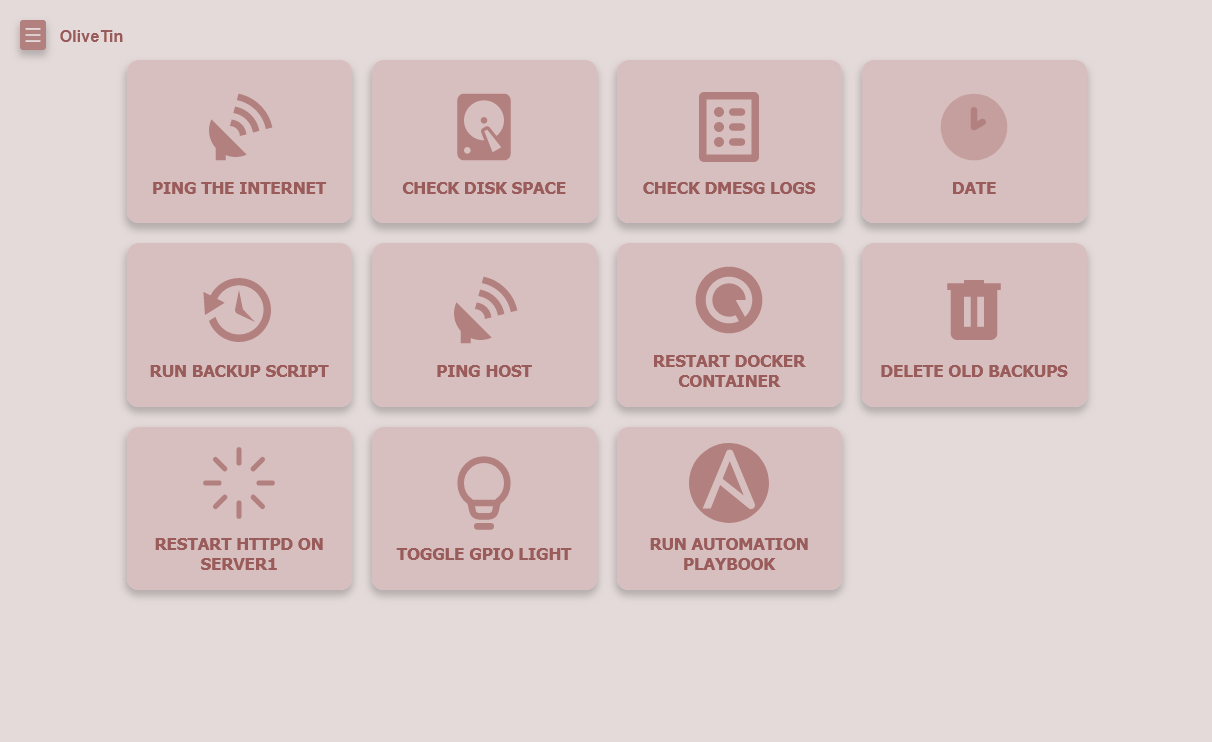 OliveTin
PING THE INTERNET
CHECK DISK SPACE
CHECK DMESG LOGS
DATE
RUN BACKUP SCRIPT
PING HOST
RESTART DOCKER
CONTAINER
DELETE OLD BACKUPS
RESTART HTTPD ON
SERVER1
TOGGLE GPIO LIGHT
RUN AUTOMATION
PLAYBOOK